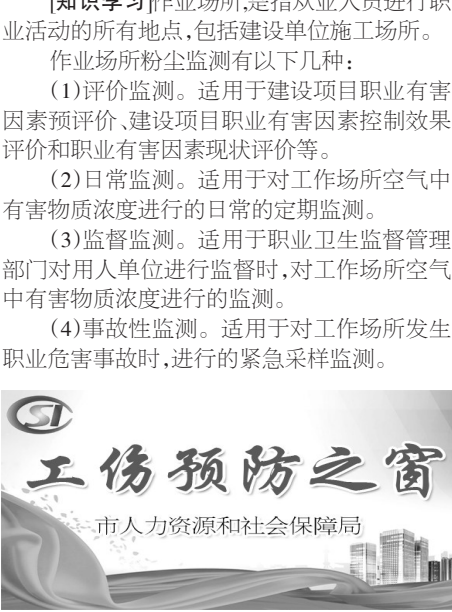 [知识学习]作业场所,是指从业人员进行职
业活动的所有地点,包括建设单位施工场所。
作业场所粉尘监测有以下几种:
(1)评价监测。适用于建设项目职业有害
因素预评价、建设项目职业有害因素控制效果
评价和职业有害因素现状评价等。
(2)日常监测。适用于对工作场所空气中
有害物质浓度进行的日常的定期监测。
(3)监督监测。适用于职业卫生监督管理
部门对用人单位进行监督时,对工作场所空气
中有害物质浓度进行的监测。
(4)事故性监测。适用于对工作场所发生
职业危害事故时,进行的紧急采样监测。
SI
工伤预防之窗
市人力资源和社会保障局